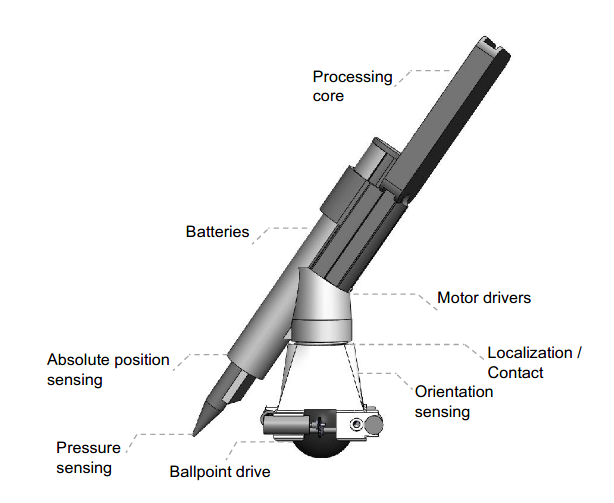 Processing
core
Batteries
Motor drivers
Localization /
Contact
Absolute position
sensing
Orientation
sensing
Pressure
sensing
Ballpoint drive